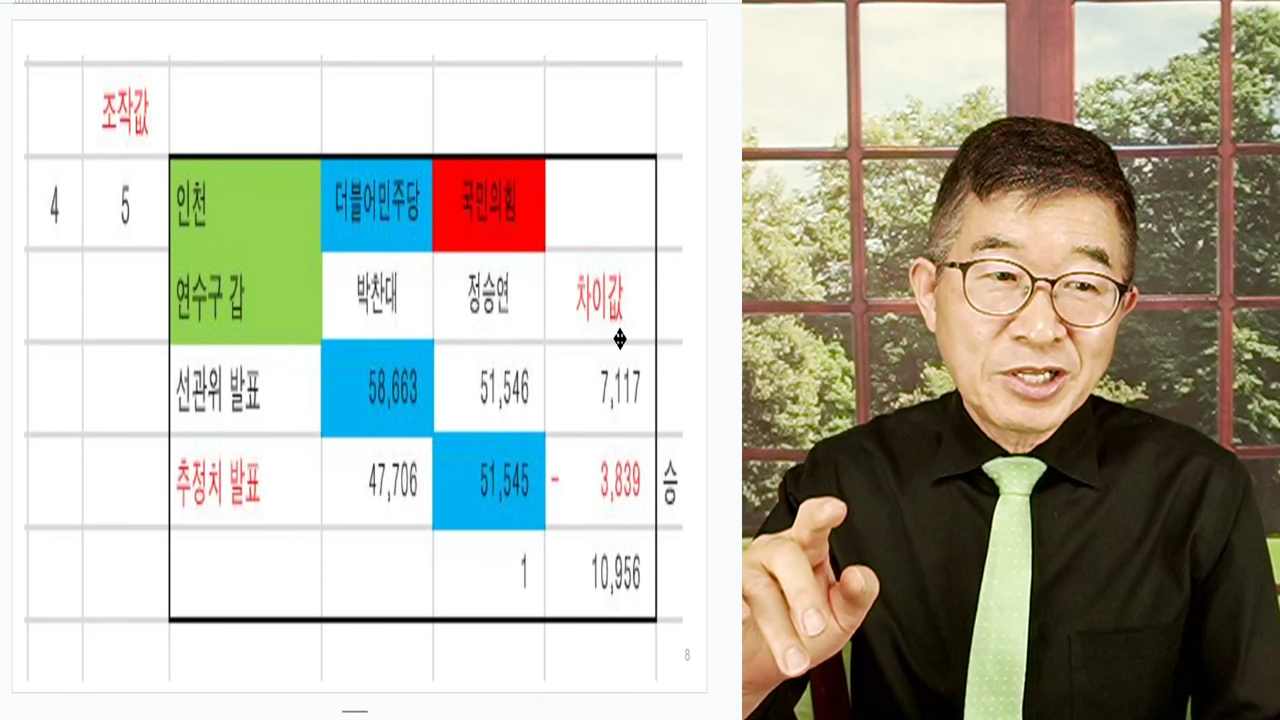 조작값
4 5 인천 더불어민주당 국민의힘
연수구 갑 박찬대 정승연 차이값
선관위 발표 58,663 51,546 7,117
추정치 발표 47,706 51,545 - 3,839 승
1 10,956
8